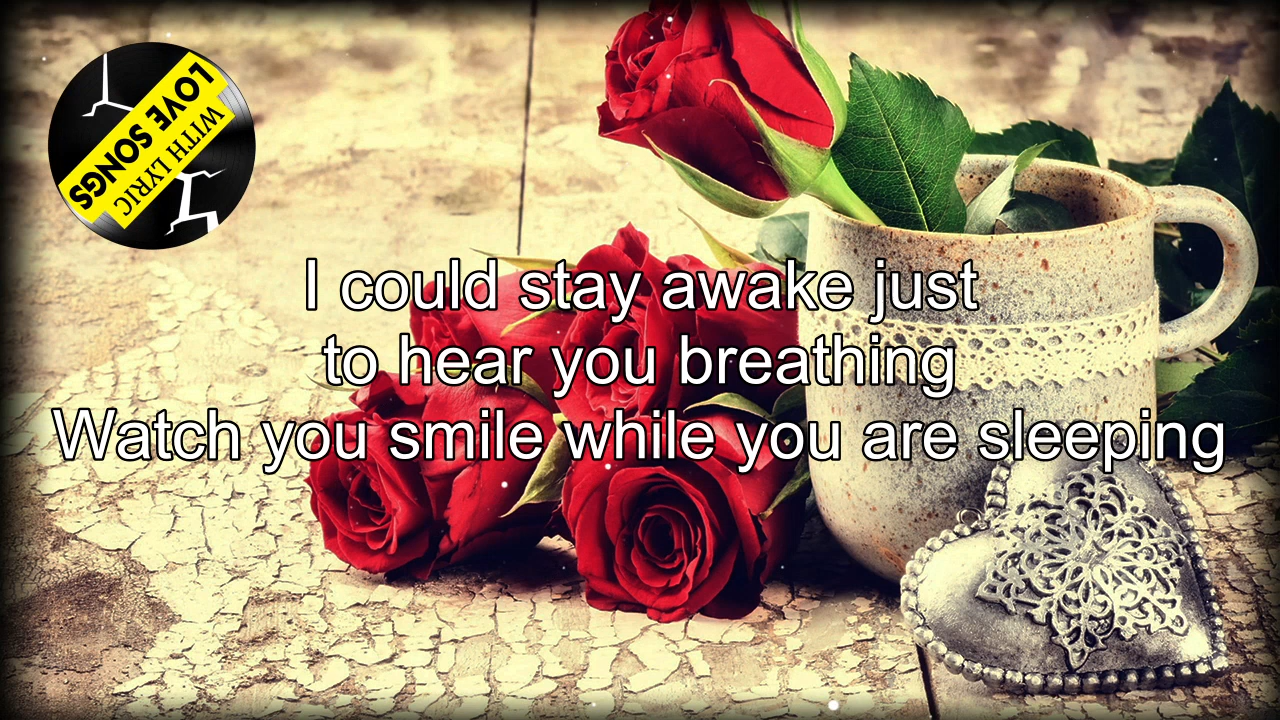 LOVE SONGS
WITH LYRIC
I could stay awake just
to hear you breathing
Watch you smile while you are sleeping